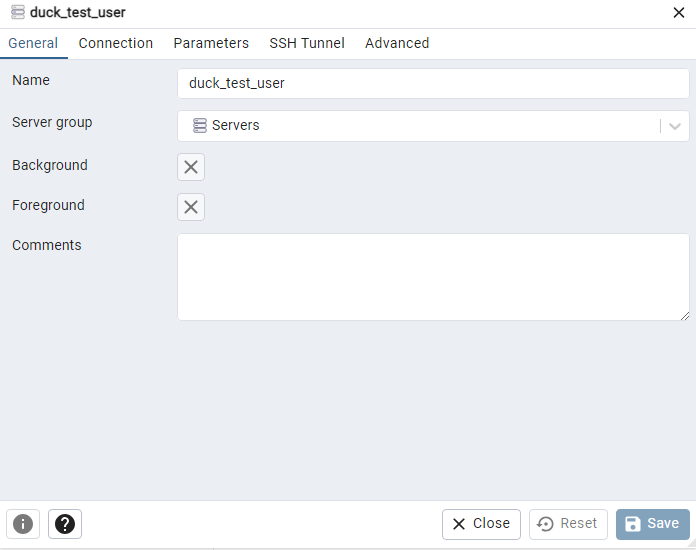 duck_test_user
General Connection Parameters SSH Tunnel Advanced
Name duck_test_user
Server group Servers
Background
Foreground
Comments
Close Reset Save